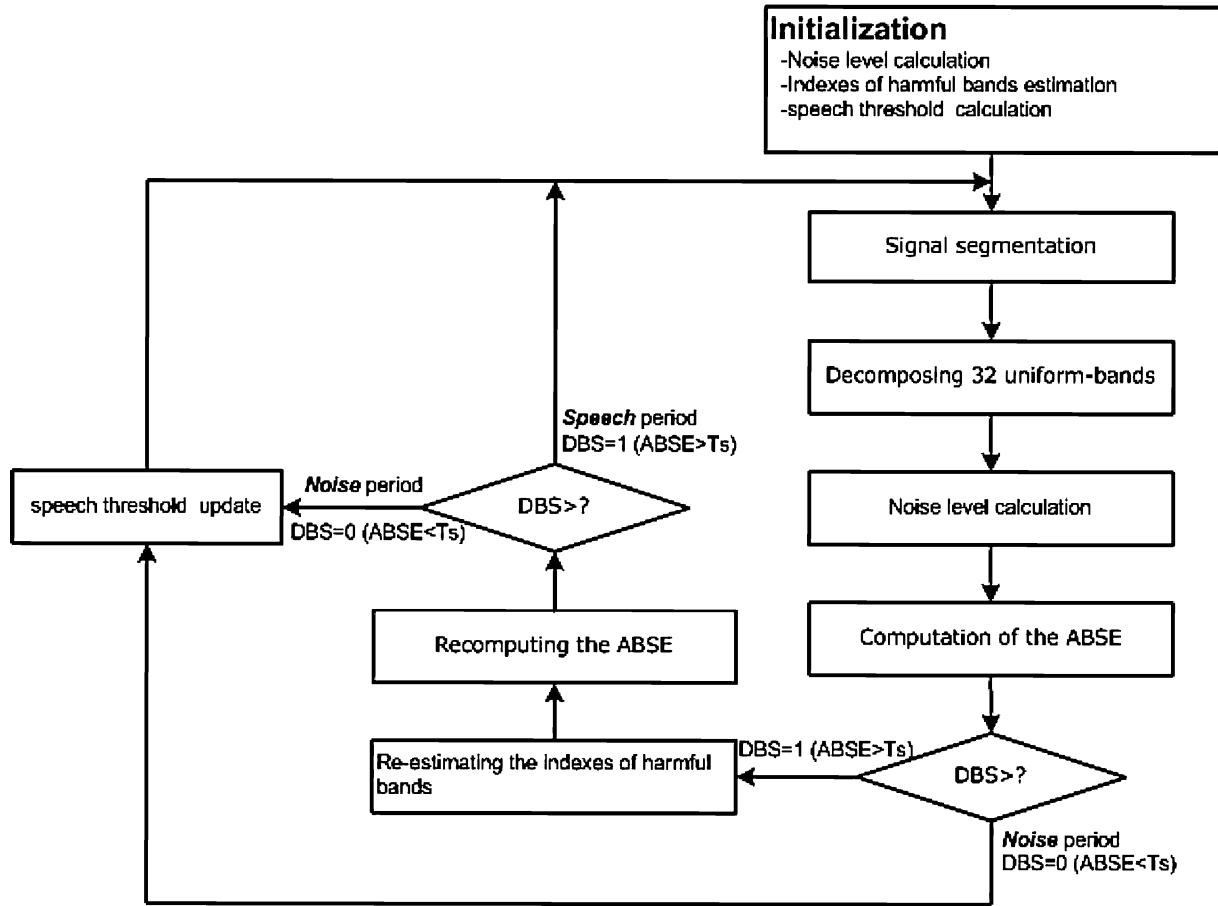 Initialization
-Noise level calculation
-Indexes of harmful bands estimation
-speech threshold calculation
Signal segmentation
Decomposing 32 uniform-bands
Noise level calculation
Computation of the ABSE
DBS>?
DBS=1 (ABSE>Ts)
Noise period
DBS=0 (ABSE<Ts)
Re-estimating the indexes of harmful
bands
Recomputing the ABSE
DBS>?
Speech period
DBS=1 (ABSE>Ts)
Noise period
DBS=0 (ABSE<Ts)
speech threshold update